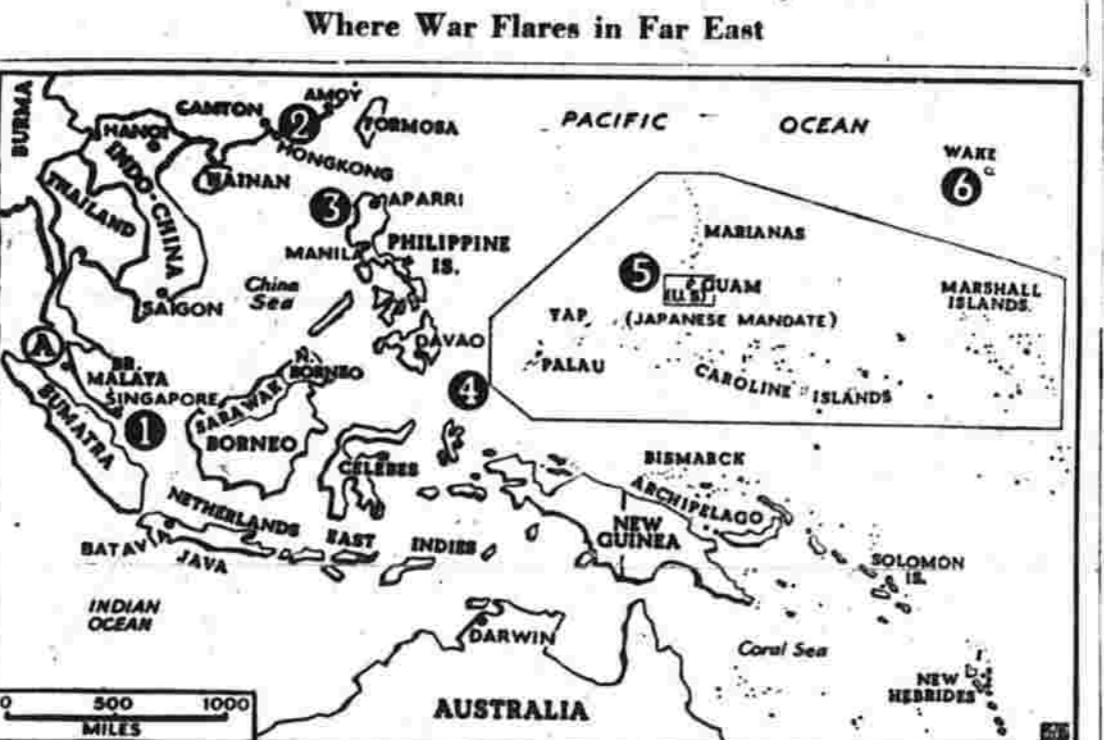 Where War Flares in Far East
BURMA
CANTON
AMOY
2
FORMOSA
HANOI
HONGKONG
HAINAN
INDO-CHINA
THAILAND
SAIGON
3
APARRI
MANILA
PHILIPPINE
IS.
China
Sea
DAVAO
PACIFIC OCEAN
WAKE
6
MARIANAS
5
GUAM
(U.S.)
YAP
(JAPANESE MANDATE)
PALAU
CAROLINE ISLANDS
MARSHALL
ISLANDS
4
A
BR.
MALAYA
SINGAPORE
1
SUMATRA
N.
BORNEO
SARAWAK
BORNEO
CELEBES
NETHERLANDS EAST INDIES
BATAVIA
JAVA
BISMARCK
ARCHIPELAGO
NEW
GUINEA
SOLOMON
IS.
INDIAN
OCEAN
DARWIN
Coral Sea
NEW
HEBRIDES
AUSTRALIA
0 500 1000
MILES